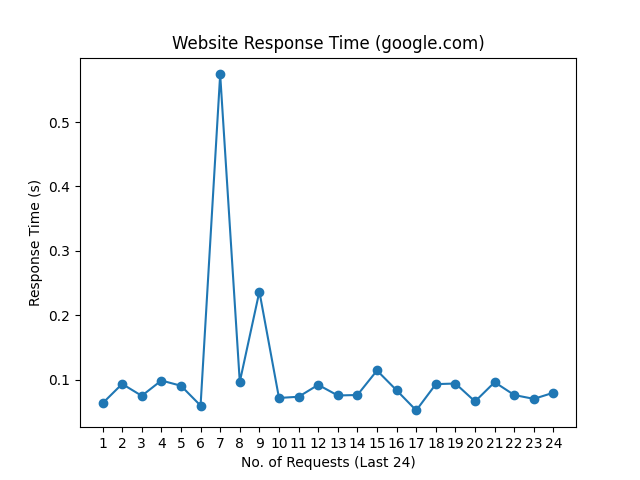 Website Response Time (google.com)
Response Time (s)
0.5
0.4
0.3
0.2
0.1
1 2 3 4 5 6 7 8 9 10 11 12 13 14 15 16 17 18 19 20 21 22 23 24
No. of Requests (Last 24)